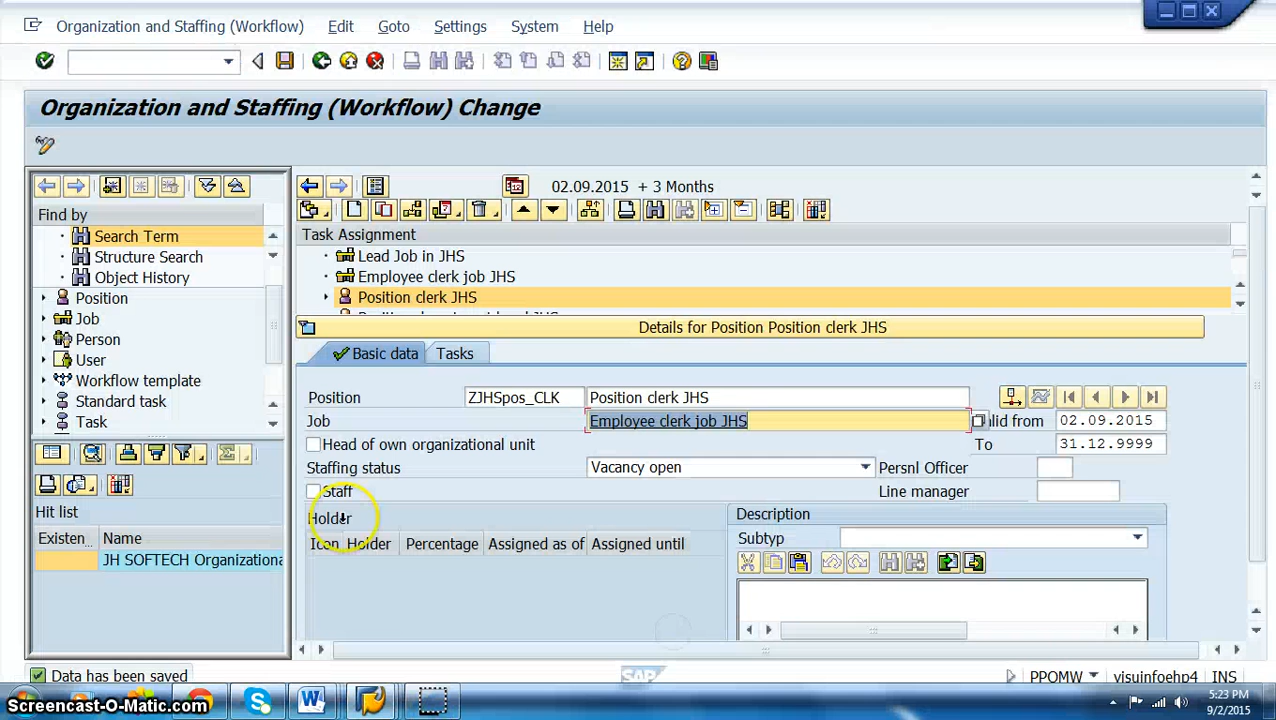 Organization and Staffing (Workflow) Edit Goto Settings System Help
Organization and Staffing (Workflow) Change
02.09.2015 + 3 Months
Find by
Search Term
Structure Search
Object History
Position
Job
Person
User
Workflow template
Standard task
Task
Hit list
Existen... Name
JH SOFTECH Organizationa
Task Assignment
Lead Job in JHS
Employee clerk job JHS
Position clerk JHS
Details for Position Position clerk JHS
Basic data Tasks
Position ZJHSpos_CLK Position clerk JHS
Job Employee clerk job JHS alid from 02.09.2015
Head of own organizational unit To 31.12.9999
Staffing status Vacancy open Persnl Officer
Staff Line manager
Holder
Icon Holder Percentage Assigned as of Assigned until
Description
Subtyp
Data has been saved
SAP
PPOMW visuinfoehp4 INS
Screencast-O-Matic.com
5:23 PM
9/2/2015